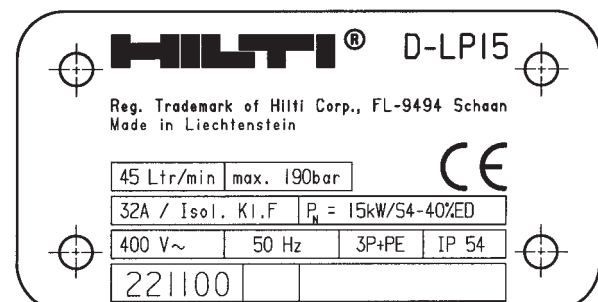 HILTI ® D-LP15
Reg. Trademark of Hilti Corp., FL-9494 Schaan
Made in Liechtenstein
CE
45 Ltr/min max. 190bar
32A / Isol. Kl.F PN = 15kW/S4-40%ED
400 V~ 50 Hz 3P+PE IP 54
221100